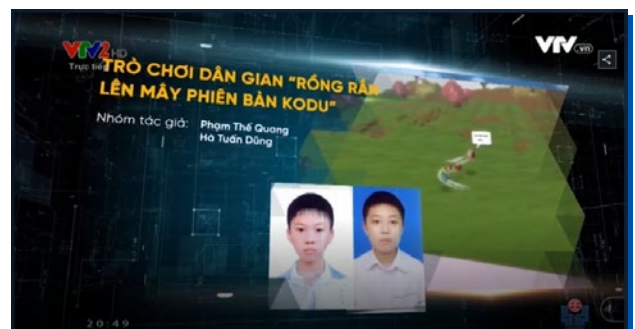 VTV2 HD
Trực tiếp
VTV.vn
TRÒ CHƠI DÂN GIAN "RỒNG RẮN
LÊN MÂY PHIÊN BẢN KODU"
Nhóm tác giả: Phạm Thế Quang
Hà Tuấn Dũng
20:49